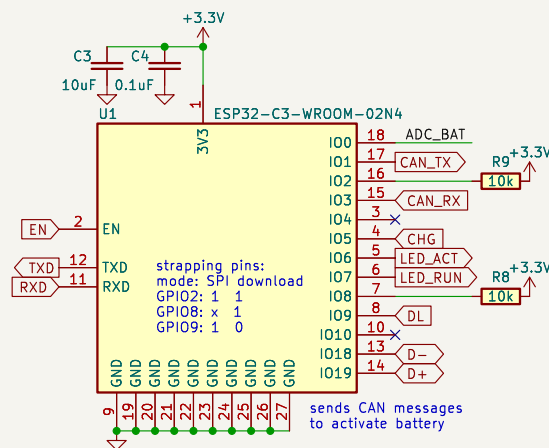 +3.3V
C3 C4
10uF 0.1uF
U1 ESP32-C3-WROOM-02N4
1
3V3
IO0 18 ADC_BAT
IO1 17 CAN_TX
IO2 16 R9 10k +3.3V
IO3 15 CAN_RX
IO4 3
IO5 4 CHG
IO6 5 LED_ACT
IO7 6 LED_RUN
IO8 7 R8 10k +3.3V
IO9 8 DL
IO10 10
IO18 13 D-
IO19 14 D+
EN 2 EN
TXD 12 TXD
RXD 11 RXD
strapping pins:
mode: SPI download
GPIO2: 1 1
GPIO8: x 1
GPIO9: 1 0
GND GND GND GND GND GND GND GND GND GND
9 19 20 21 22 23 24 25 26 27
sends CAN messages
to activate battery